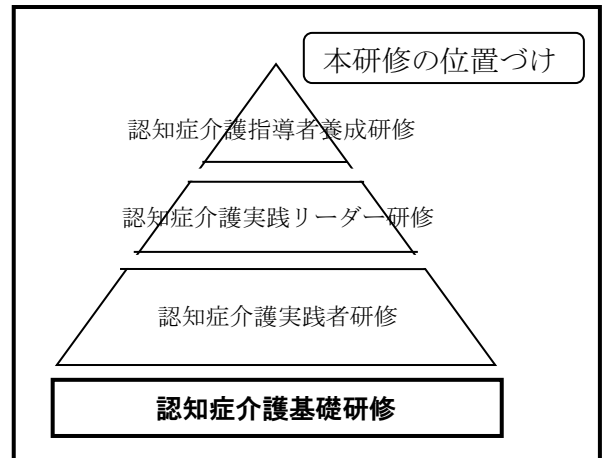 本研修の位置づけ
認知症介護指導者養成研修
認知症介護実践リーダー研修
認知症介護実践者研修
認知症介護基礎研修